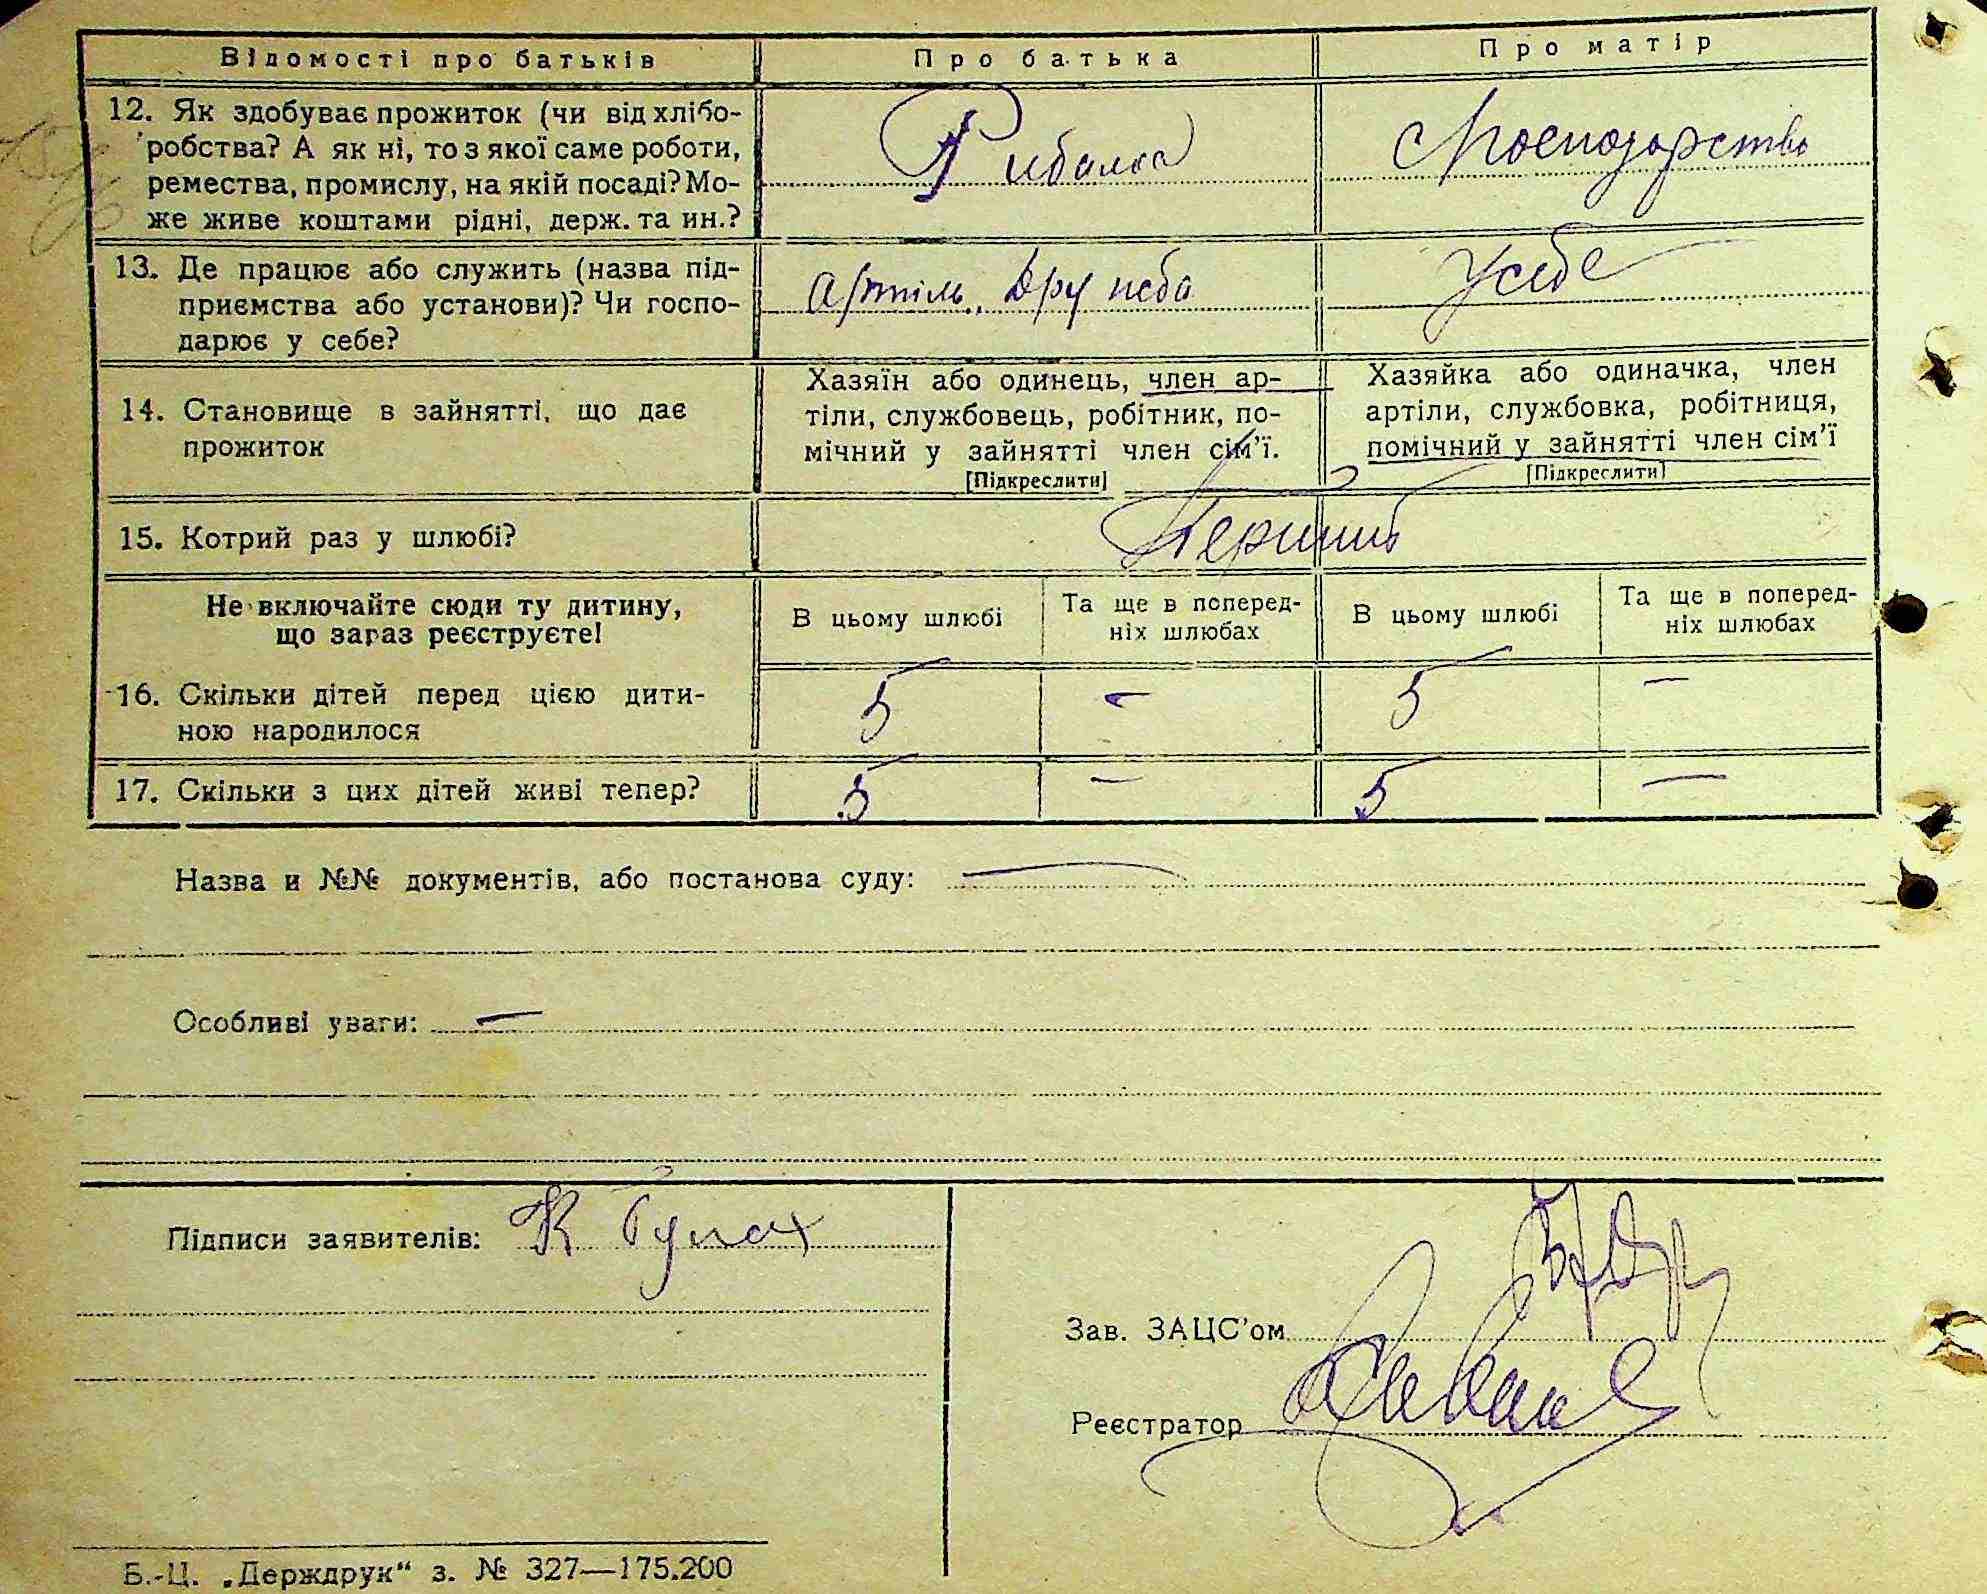 Відомості про батьків
Про батька
Про матір
12. Як здобуває прожиток (чи від хлібо-
робства? А як ні, то з якої саме роботи,
ремества, промислу, на якій посаді? Мо-
же живе коштами рідні, держ. та ин.?
Рибалка
Господарство
13. Де працює або служить (назва під-
приємства або установи)? Чи госпо-
дарює у себе?
Артіль
У себе
14. Становище в зайнятті, що дає
прожиток
Хазяїн або одинець, член ар-
тіли, службовець, робітник, по-
мічний у зайнятті член сім'ї.
[Підкреслити]
Хазяйка або одиначка, член
артіли, службовка, робітниця,
помічний у зайнятті член сім'ї
[Підкреслити]
15. Котрий раз у шлюбі?
Перший
Не включайте сюди ту дитину,
що зараз реєструєте!
В цьому шлюбі
Та ще в поперед-
ніх шлюбах
В цьому шлюбі
Та ще в поперед-
ніх шлюбах
16. Скільки дітей перед цією дити-
ною народилося
5 — 5 —
17. Скільки з цих дітей живі тепер?
5 — 5 —
Назва и №№ документів, або постанова суду: —
Особливі уваги: —
Підписи заявителів: К
Зав. ЗАЦС'ом
Реєстратор
Б.-Ц. „Держдрук“ з. № 327—175.200